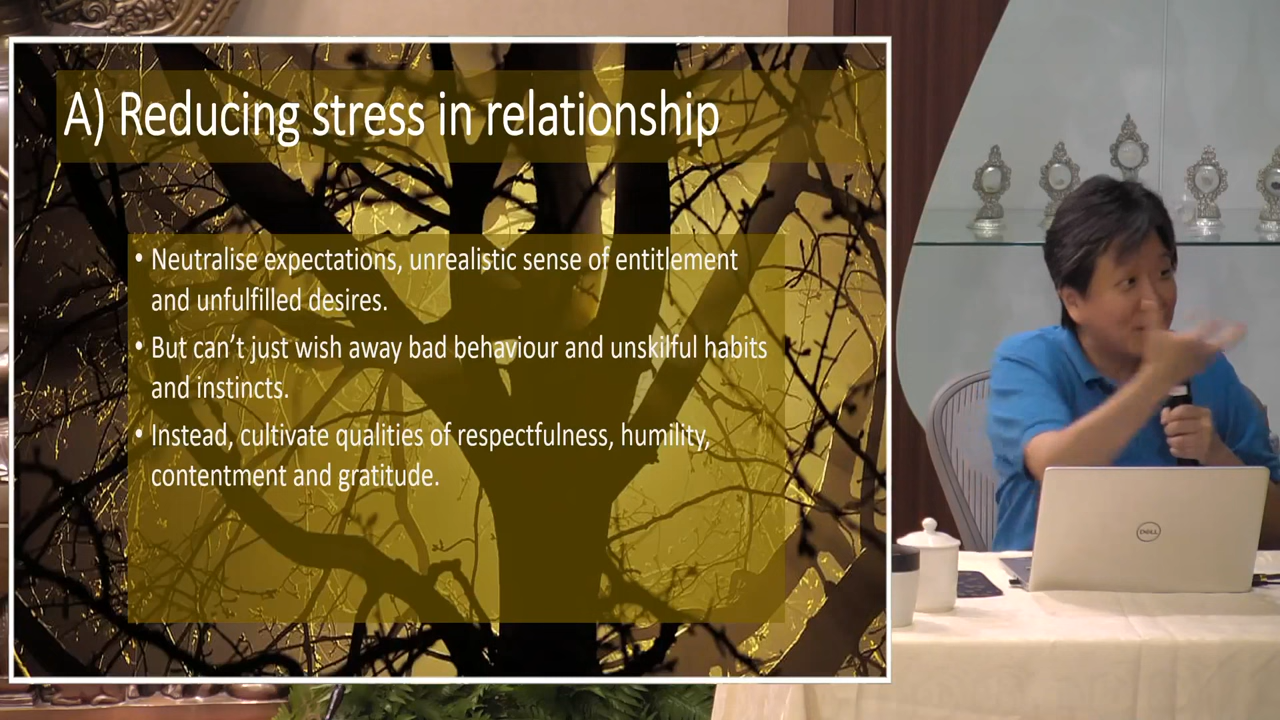 A) Reducing stress in relationship
• Neutralise expectations, unrealistic sense of entitlement
and unfulfilled desires.
• But can't just wish away bad behaviour and unskilful habits
and instincts.
• Instead, cultivate qualities of respectfulness, humility,
contentment and gratitude.
DELL